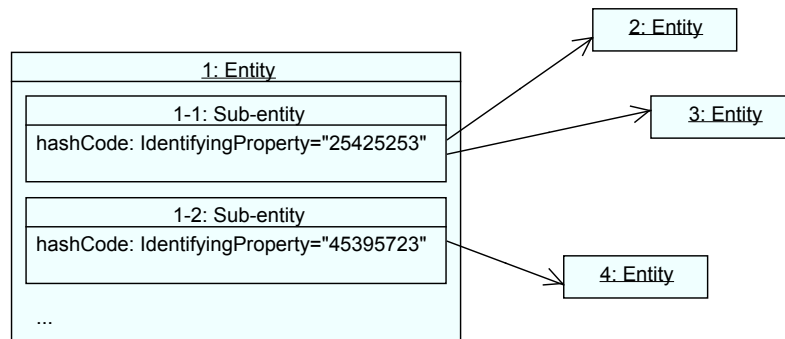 2: Entity
1: Entity
1-1: Sub-entity
3: Entity
hashCode: IdentifyingProperty="25425253"
1-2: Sub-entity
hashCode: IdentifyingProperty="45395723"
4: Entity
...